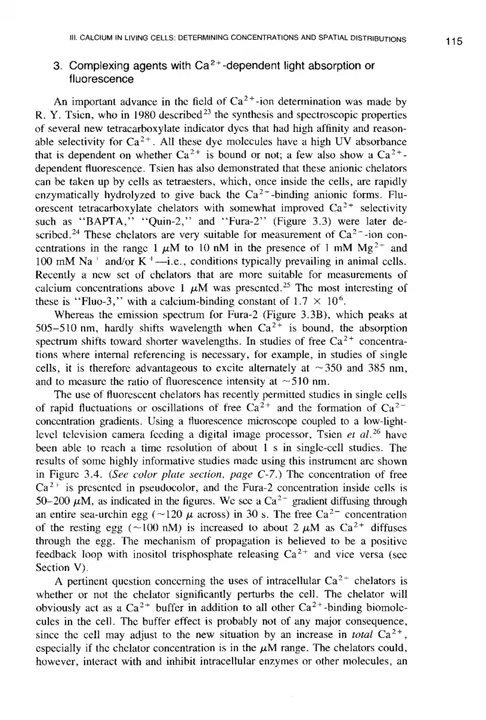 III. CALCIUM IN LIVING CELLS: DETERMINING CONCENTRATIONS AND SPATIAL DISTRIBUTIONS 115
3. Complexing agents with Ca²⁺-dependent light absorption or
fluorescence
An important advance in the field of Ca²⁺-ion determination was made by
R. Y. Tsien, who in 1980 described²³ the synthesis and spectroscopic properties
of several new tetracarboxylate indicator dyes that had high affinity and reason-
able selectivity for Ca²⁺. All these dye molecules have a high UV absorbance
that is dependent on whether Ca²⁺ is bound or not; a few also show a Ca²⁺-
dependent fluorescence. Tsien has also demonstrated that these anionic chelators
can be taken up by cells as tetraesters, which, once inside the cells, are rapidly
enzymatically hydrolyzed to give back the Ca²⁺-binding anionic forms. Flu-
orescent tetracarboxylate chelators with somewhat improved Ca²⁺ selectivity
such as "BAPTA," "Quin-2," and "Fura-2" (Figure 3.3) were later de-
scribed.²⁴ These chelators are very suitable for measurement of Ca²⁺-ion con-
centrations in the range 1 μM to 10 nM in the presence of 1 mM Mg²⁺ and
100 mM Na⁺ and/or K⁺—i.e., conditions typically prevailing in animal cells.
Recently a new set of chelators that are more suitable for measurements of
calcium concentrations above 1 μM was presented.²⁵ The most interesting of
these is "Fluo-3," with a calcium-binding constant of 1.7 × 10⁶.
Whereas the emission spectrum for Fura-2 (Figure 3.3B), which peaks at
505–510 nm, hardly shifts wavelength when Ca²⁺ is bound, the absorption
spectrum shifts toward shorter wavelengths. In studies of free Ca²⁺ concentra-
tions where internal referencing is necessary, for example, in studies of single
cells, it is therefore advantageous to excite alternately at ~350 and 385 nm,
and to measure the ratio of fluorescence intensity at ~510 nm.
The use of fluorescent chelators has recently permitted studies in single cells
of rapid fluctuations or oscillations of free Ca²⁺ and the formation of Ca²⁺
concentration gradients. Using a fluorescence microscope coupled to a low-light-
level television camera feeding a digital image processor, Tsien et al.²⁶ have
been able to reach a time resolution of about 1 s in single-cell studies. The
results of some highly informative studies made using this instrument are shown
in Figure 3.4. (See color plate section, page C-7.) The concentration of free
Ca²⁺ is presented in pseudocolor, and the Fura-2 concentration inside cells is
50–200 μM, as indicated in the figures. We see a Ca²⁺ gradient diffusing through
an entire sea-urchin egg (~120 μ across) in 30 s. The free Ca²⁺ concentration
of the resting egg (~100 nM) is increased to about 2 μM as Ca²⁺ diffuses
through the egg. The mechanism of propagation is believed to be a positive
feedback loop with inositol trisphosphate releasing Ca²⁺ and vice versa (see
Section V).
A pertinent question concerning the uses of intracellular Ca²⁺ chelators is
whether or not the chelator significantly perturbs the cell. The chelator will
obviously act as a Ca²⁺ buffer in addition to all other Ca²⁺-binding biomole-
cules in the cell. The buffer effect is probably not of any major consequence,
since the cell may adjust to the new situation by an increase in total Ca²⁺,
especially if the chelator concentration is in the μM range. The chelators could,
however, interact with and inhibit intracellular enzymes or other molecules, an